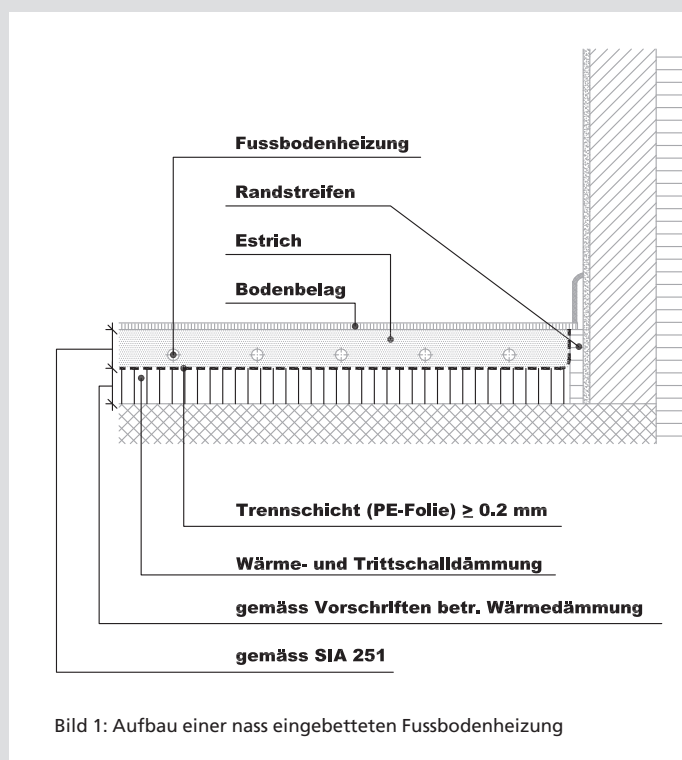 Fussbodenheizung
Randstreifen
Estrich
Bodenbelag
Trennschicht (PE-Folie) ≥ 0.2 mm
Wärme- und Trittschalldämmung
gemäss Vorschriften betr. Wärmedämmung
gemäss SIA 251
Bild 1: Aufbau einer nass eingebetteten Fussbodenheizung